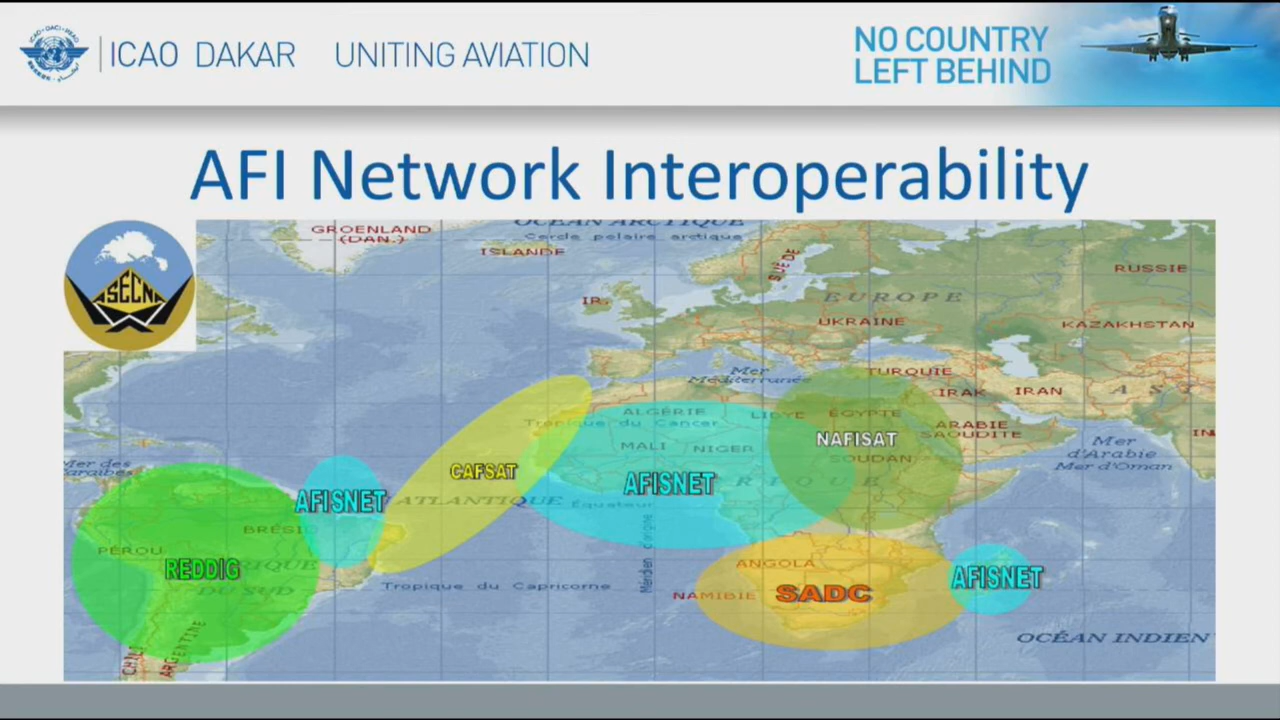 ICAO DAKAR UNITING AVIATION
NO COUNTRY
LEFT BEHIND
AFI Network Interoperability
ASECNA
GROENLAND
(DAN.)
OCÉAN ARCTIQUE
Cercle polaire arctique
ISLANDE
SUÈDE
RUSSIE
IR.
EUROPE
UKRAINE
KAZAKHSTAN
Mer
Méditerranée
TURQUIE
IRAK
IRAN
ALGÉRIE
LIBYE
ÉGYPTE
Tropique du Cancer
ARABIE
SAOUDITE
MALI
NIGER
NAFISAT
SOUDAN
Mer
d'Arabie
Mer d'Oman
Mer des
CAFSAT
AFISNET
AFISNET
ATLANTIQUE
Équateur
BRÉSIL
PÉROU
REDDIG
DU SUD
Tropique du Capricorne
Méridien d'origine
ANGOLA
NAMIBIE
SADC
AFISNET
OCÉAN INDIEN
CHILI
ARGENTINE